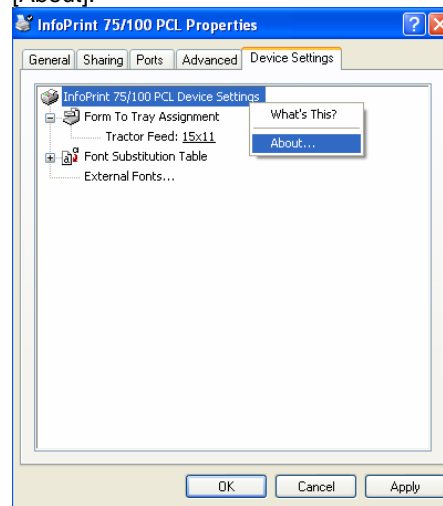 [About].
InfoPrint 75/100 PCL Properties
General Sharing Ports Advanced Device Settings
InfoPrint 75/100 PCL Device Settings
What's This?
Form To Tray Assignment
About...
Tractor Feed: 15x11
Font Substitution Table
External Fonts...
OK Cancel Apply